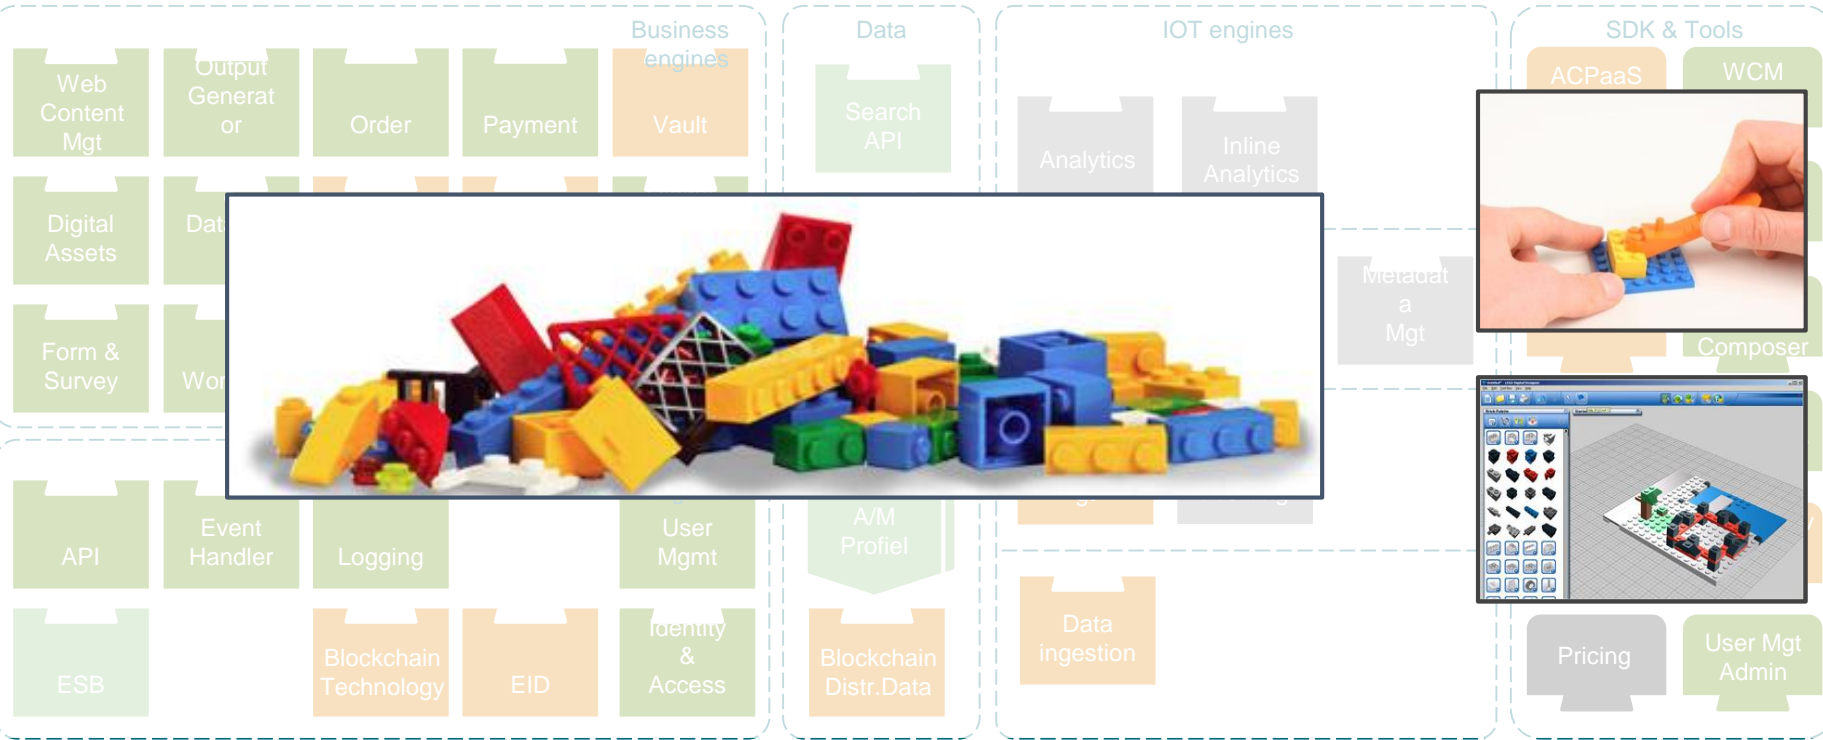 Business
engines
Data
IOT engines
SDK & Tools
Web
Content
Mgt
Output
Generat
or
Order
Payment
Vault
Search
API
Analytics
Inline
Analytics
ACPaaS
WCM
Digital
Assets
Dat
Metadat
a
Mgt
Form &
Survey
Wor
Composer
API
Event
Handler
Logging
User
Mgmt
A/M
Profiel
ESB
Blockchain
Technology
EID
Identity
&
Access
Blockchain
Distr.Data
Data
ingestion
Pricing
User Mgt
Admin